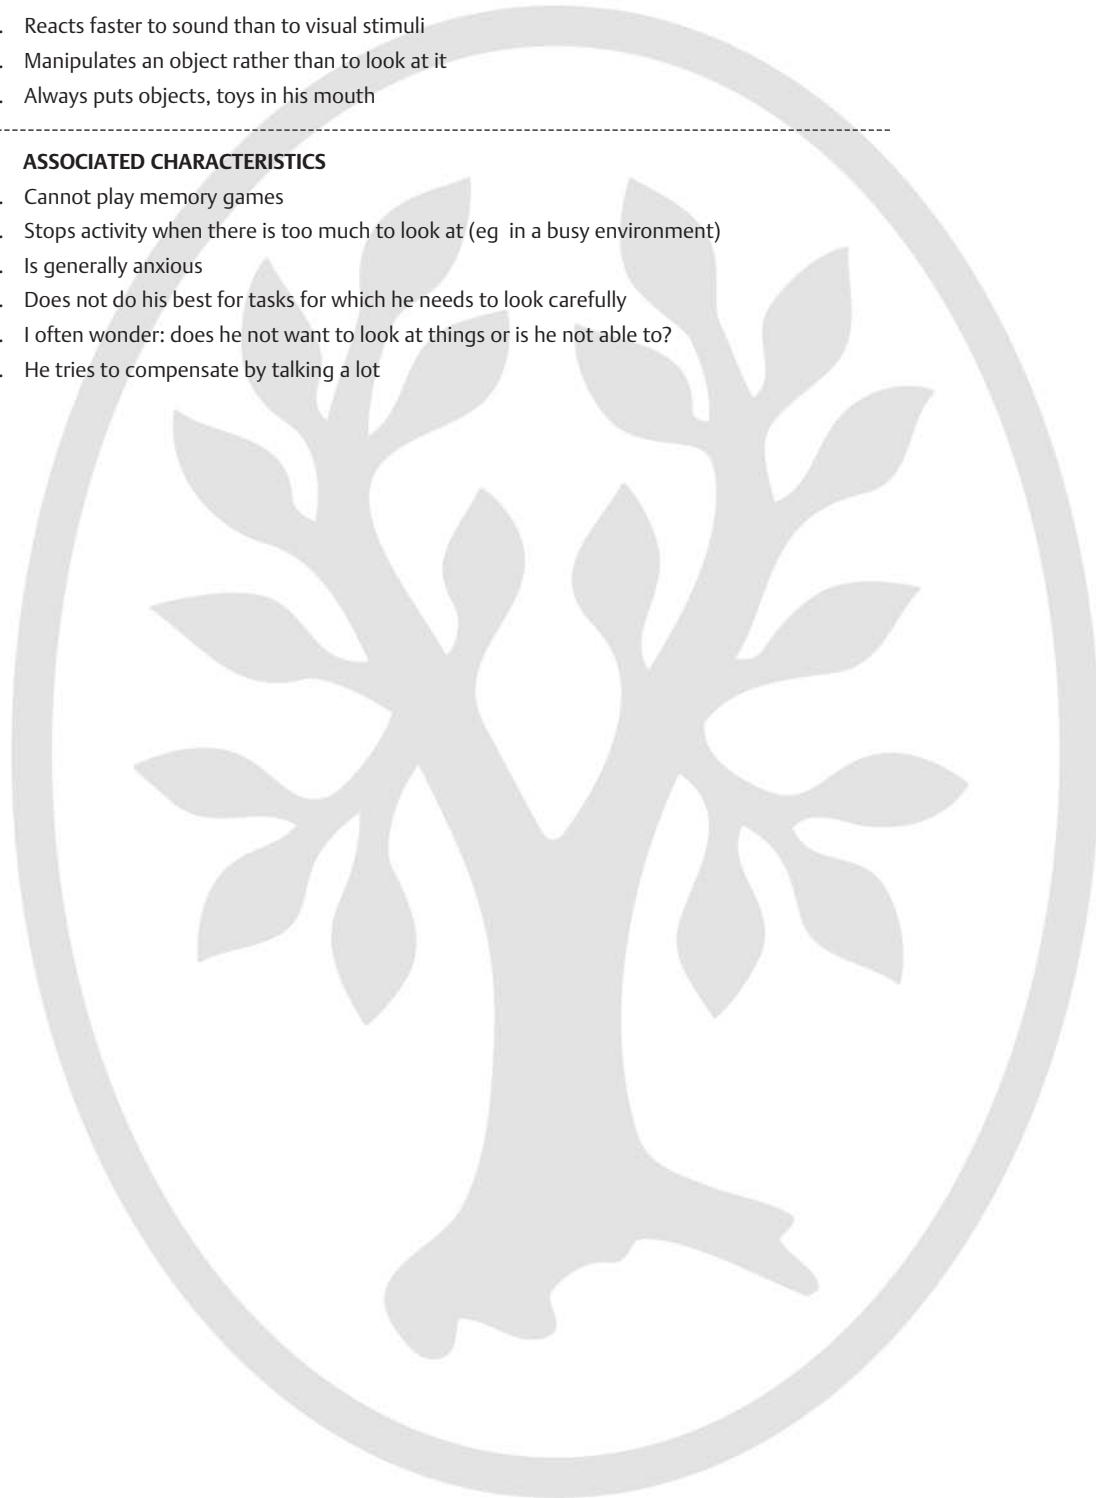 . Reacts faster to sound than to visual stimuli
. Manipulates an object rather than to look at it
. Always puts objects, toys in his mouth
ASSOCIATED CHARACTERISTICS
. Cannot play memory games
. Stops activity when there is too much to look at (eg in a busy environment)
. Is generally anxious
. Does not do his best for tasks for which he needs to look carefully
. I often wonder: does he not want to look at things or is he not able to?
. He tries to compensate by talking a lot